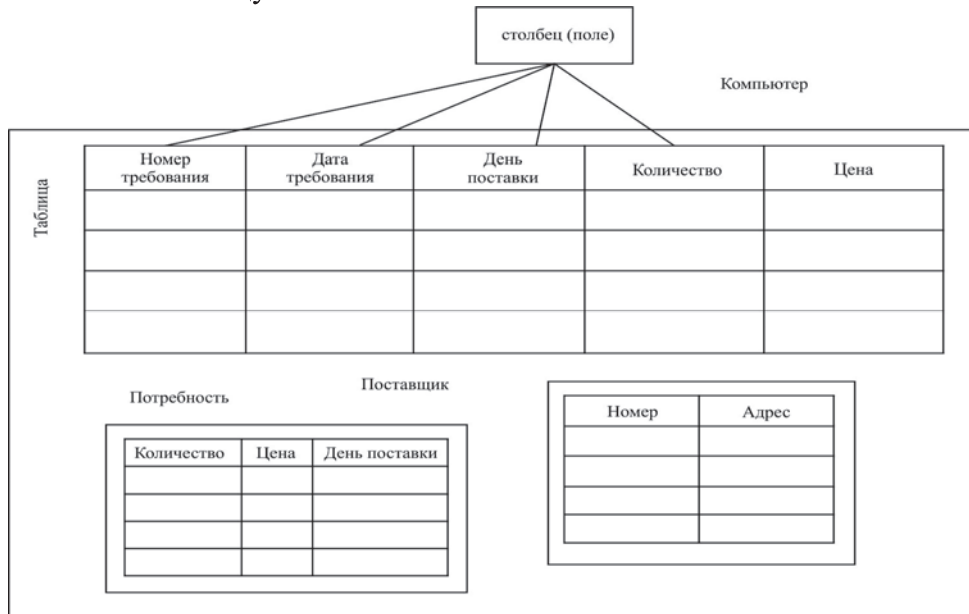 столбец (поле)
Компьютер
Таблица
Номер
требования
Дата
требования
День
поставки
Количество
Цена
Потребность
Поставщик
Количество
Цена
День поставки
Номер
Адрес